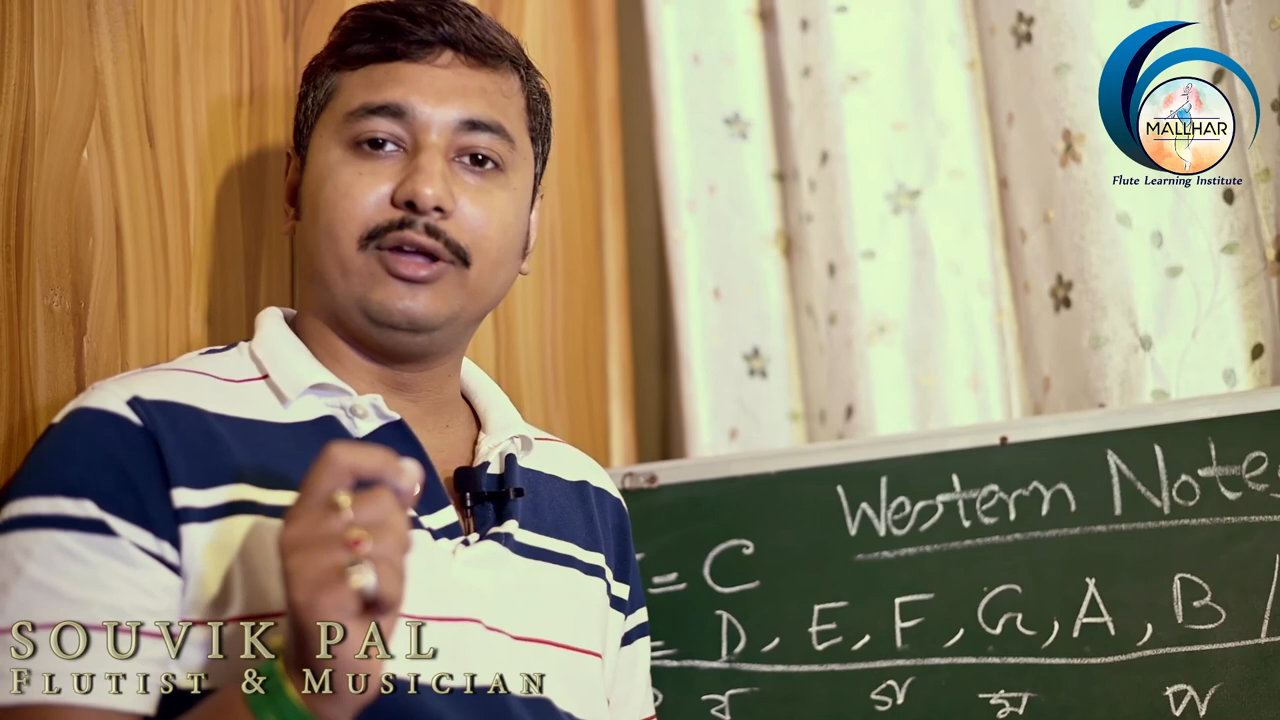 MALLHAR
Flute Learning Institute
Western Notes
= C
= D, E, F, G, A, B /
র গ ম প
SOUVIK PAL
FLUTIST & MUSICIAN